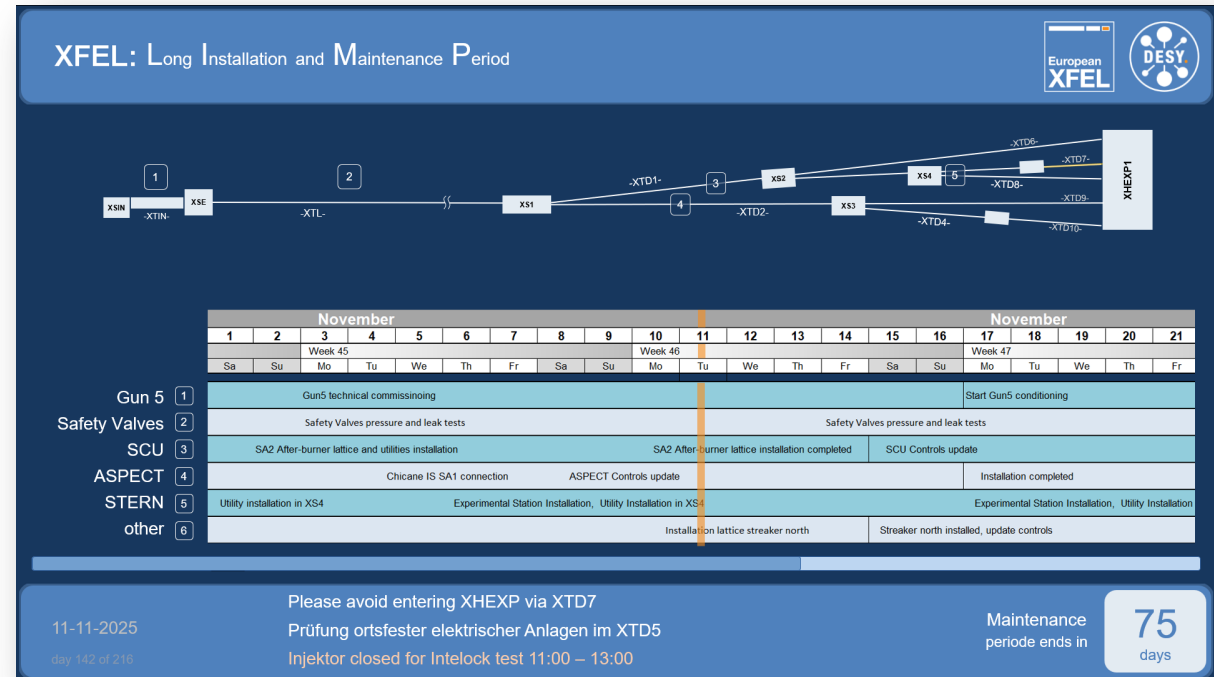 XFEL: Long Installation and Maintenance Period
European
XFEL
DESY.
1
2
-XTD6-
-XTD7-
XSIN
-XTIN-
XSE
-XTL-
XS1
-XTD1-
3
XS2
XS4
5
-XTD8-
4
-XTD2-
XS3
-XTD9-
-XTD4-
-XTD10-
XHEXP1
November November
1 2 3 4 5 6 7 8 9 10 11 12 13 14 15 16 17 18 19 20 21
Week 45 Week 46 Week 47
Sa Su Mo Tu We Th Fr Sa Su Mo Tu We Th Fr Sa Su Mo Tu We Th Fr
Gun 5 1 Gun5 technical commissinoing Start Gun5 conditioning
Safety Valves 2 Safety Valves pressure and leak tests Safety Valves pressure and leak tests
SCU 3 SA2 After-burner lattice and utilities installation SA2 After-burner lattice installation completed SCU Controls update
ASPECT 4 Chicane IS SA1 connection ASPECT Controls update Installation completed
STERN 5 Utility installation in XS4 Experimental Station Installation, Utility Installation in XS4 Experimental Station Installation, Utility Installation
other 6 Installation lattice streaker north Streaker north installed, update controls
11-11-2025
day 142 of 216
Please avoid entering XHEXP via XTD7
Prüfung ortsfester elektrischer Anlagen im XTD5
Injektor closed for Intelock test 11:00 – 13:00
Maintenance
periode ends in
75
days